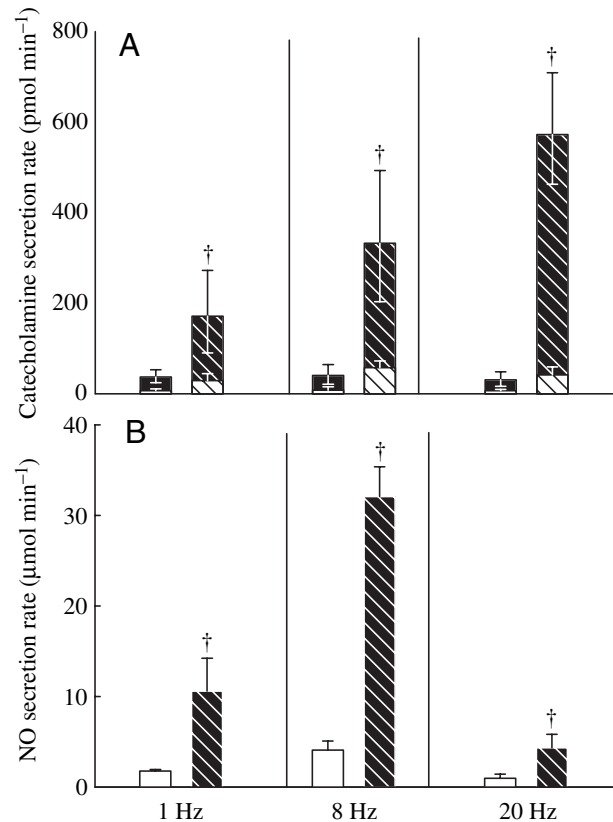 A
Catecholamine secretion rate (pmol min⁻¹)
800
600
400
200
0
†
†
†
B
NO secretion rate (µmol min⁻¹)
40
30
20
10
0
†
†
†
1 Hz
8 Hz
20 Hz